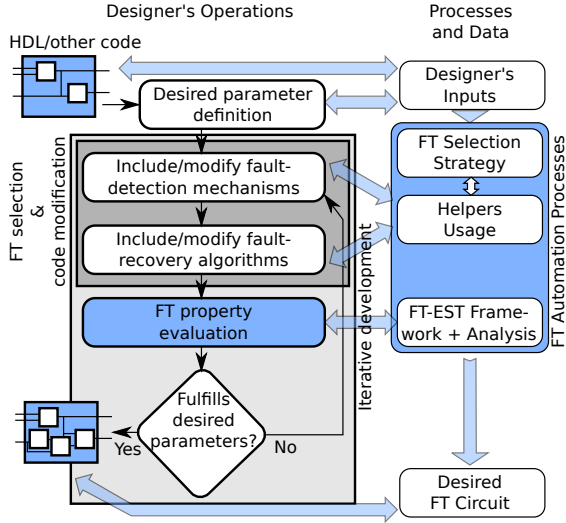 Designer's Operations
Processes
and Data
HDL/other code
Designer's
Inputs
Desired parameter
definition
FT selection
&
code modification
Include/modify fault-
detection mechanisms
Include/modify fault-
recovery algorithms
FT property
evaluation
Fulfills
desired
parameters?
Yes
No
Iterative development
FT Selection
Strategy
Helpers
Usage
FT-EST Frame-
work + Analysis
FT Automation Processes
Desired
FT Circuit